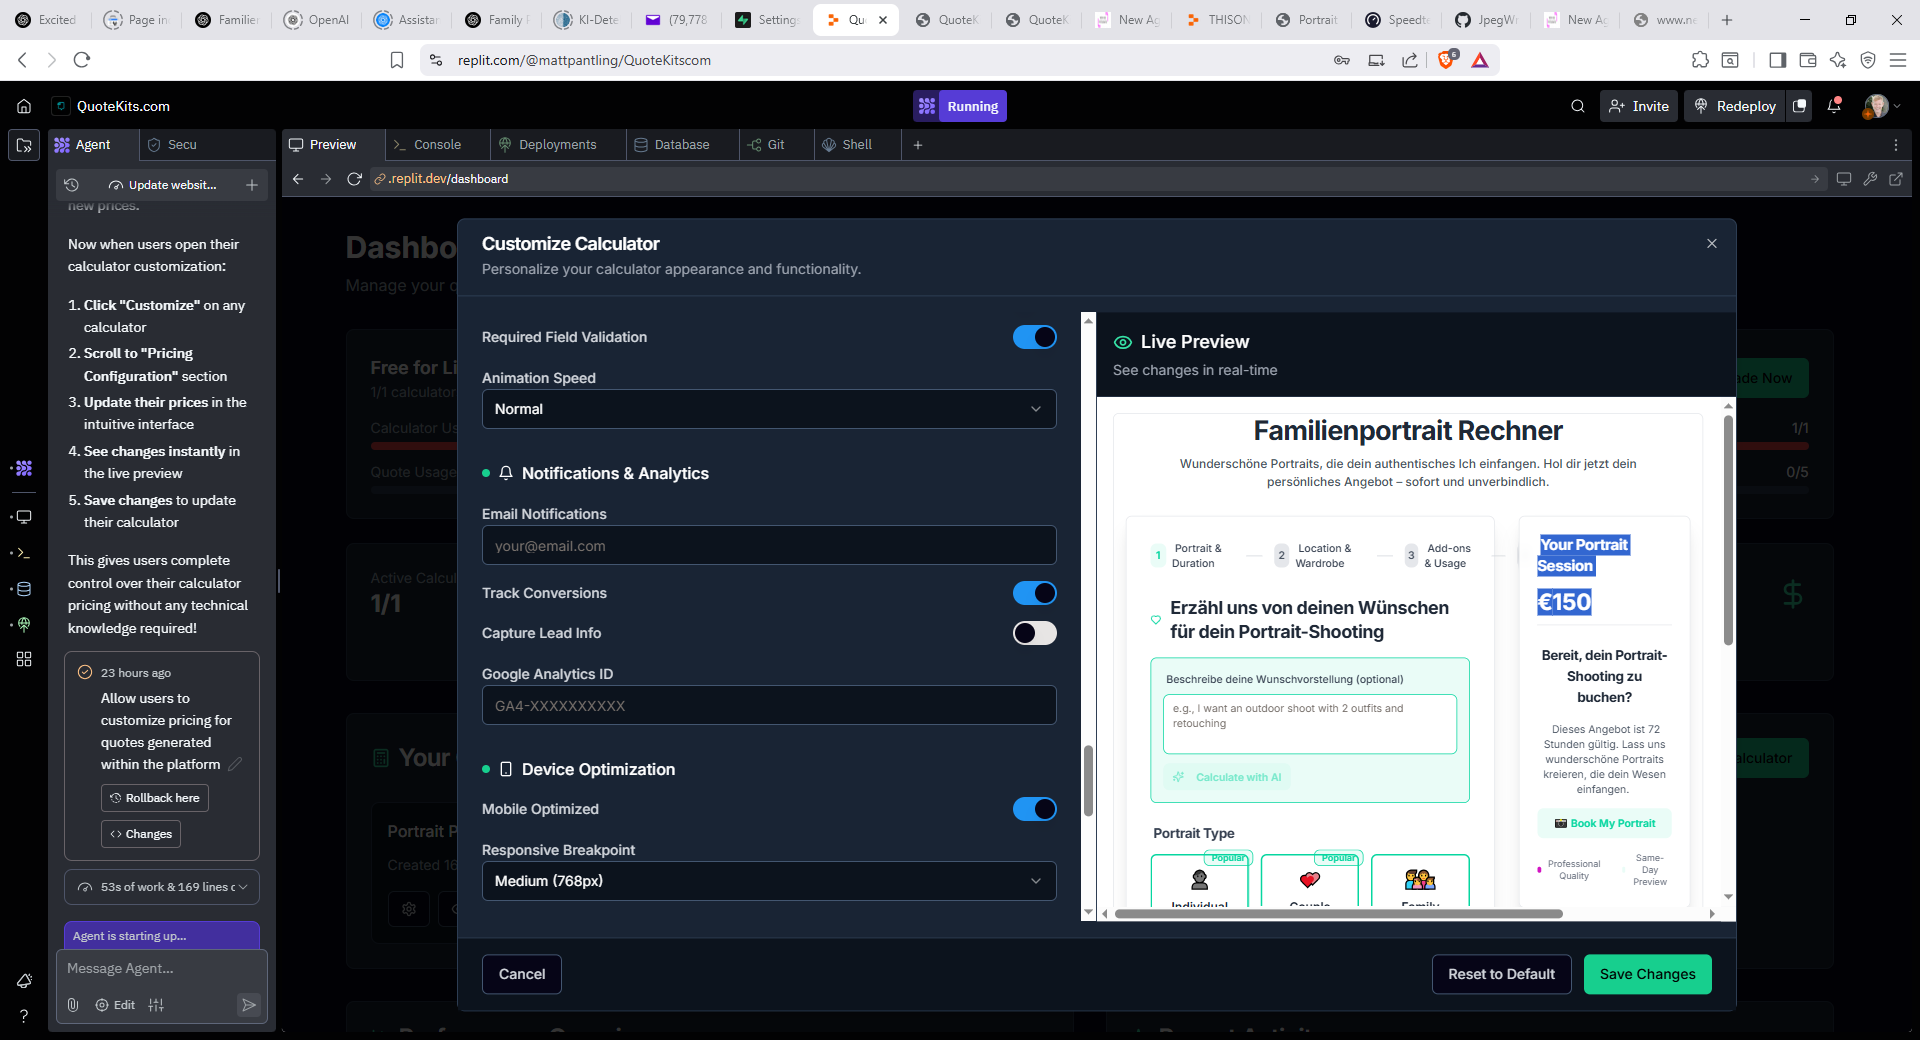 Excited
Page in
Familier
OpenAI
Assistar
Family P
KI-Dete
(79,778
Settings
Qu
QuoteK
QuoteK
New Ag
THISON
Portrait
Speedte
JpegWr
New Ag
www.ne
replit.com/@mattpantling/QuoteKitscom
6
QuoteKits.com
Running
Invite
Redeploy
Agent
Secu
Preview
Console
Deployments
Database
Git
Shell
Update websit...
.replit.dev/dashboard
new prices.
Now when users open their
calculator customization:
1. Click "Customize" on any
calculator
2. Scroll to "Pricing
Configuration" section
3. Update their prices in the
intuitive interface
4. See changes instantly in
the live preview
5. Save changes to update
their calculator
This gives users complete
control over their calculator
pricing without any technical
knowledge required!
23 hours ago
Allow users to
customize pricing for
quotes generated
within the platform
Rollback here
Changes
53s of work & 169 lines c
Agent is starting up...
Message Agent...
Edit
Dashbo
Manage your q
Free for Li
1/1 calculator
Calculator Us
Quote Usage
Active Calcul
1/1
Your
Portrait P
Created 16
ade Now
1/1
0/5
$
alculator
Customize Calculator
Personalize your calculator appearance and functionality.
Required Field Validation
Animation Speed
Normal
Notifications & Analytics
Email Notifications
your@email.com
Track Conversions
Capture Lead Info
Google Analytics ID
GA4-XXXXXXXXXX
Device Optimization
Mobile Optimized
Responsive Breakpoint
Medium (768px)
Live Preview
See changes in real-time
Familienportrait Rechner
Wunderschöne Portraits, die dein authentisches Ich einfangen. Hol dir jetzt dein
persönliches Angebot – sofort und unverbindlich.
1
Portrait &
Duration
2
Location &
Wardrobe
3
Add-ons
& Usage
Erzähl uns von deinen Wünschen
für dein Portrait-Shooting
Beschreibe deine Wunschvorstellung (optional)
e.g., I want an outdoor shoot with 2 outfits and
retouching
Calculate with AI
Portrait Type
Popular
Popular
Individual
Couple
Family
Your Portrait
Session
€150
Bereit, dein Portrait-
Shooting zu
buchen?
Dieses Angebot ist 72
Stunden gültig. Lass uns
wunderschöne Portraits
kreieren, die dein Wesen
einfangen.
Book My Portrait
Professional
Quality
Same-
Day
Preview
Cancel
Reset to Default
Save Changes